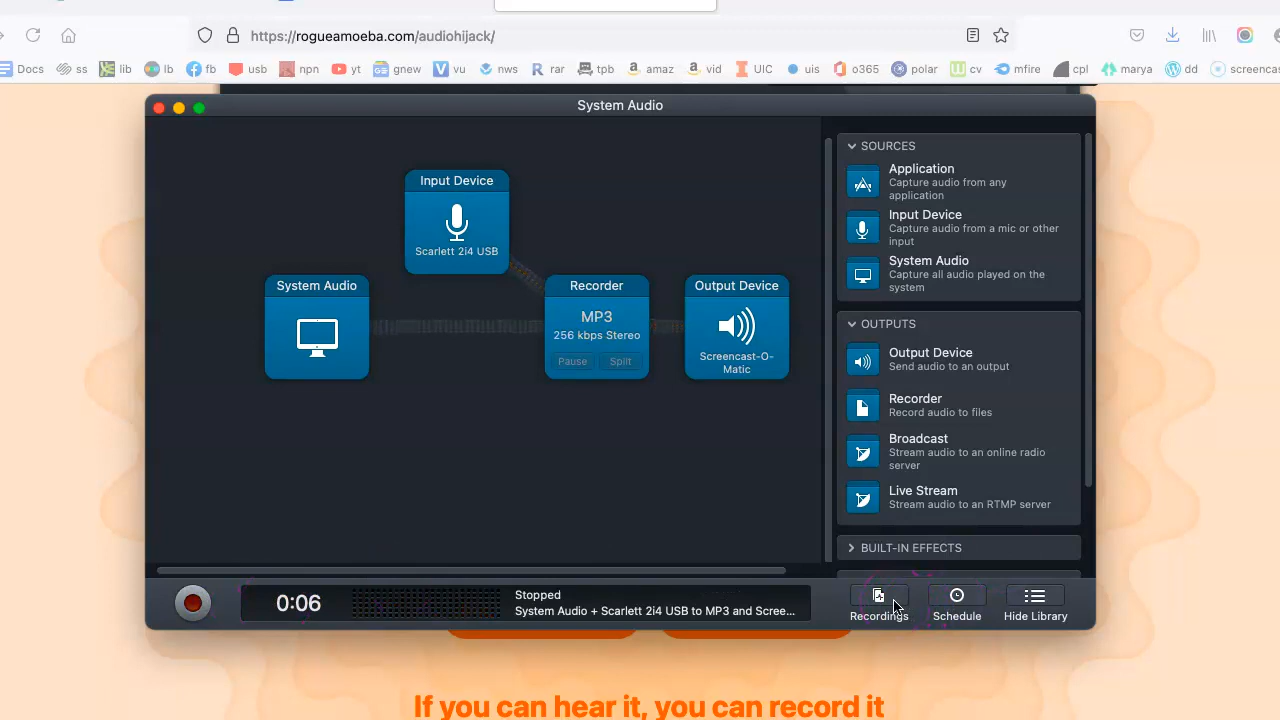 https://rogueamoeba.com/audiohijack/
Docs ss lib lb fb usb npn yt gnew vu nws rar tpb amaz vid UIC uis o365 polar cv mfire cpl marya dd screencas
System Audio
Input Device
Scarlett 2i4 USB
System Audio
Recorder
MP3
256 kbps Stereo
Pause Split
Output Device
Screencast-O-
Matic
SOURCES
Application
Capture audio from any
application
Input Device
Capture audio from a mic or other
input
System Audio
Capture all audio played on the
system
OUTPUTS
Output Device
Send audio to an output
Recorder
Record audio to files
Broadcast
Stream audio to an online radio
server
Live Stream
Stream audio to an RTMP server
BUILT-IN EFFECTS
0:06
Stopped
System Audio + Scarlett 2i4 USB to MP3 and Scree...
Recordings Schedule Hide Library
If you can hear it, you can record it